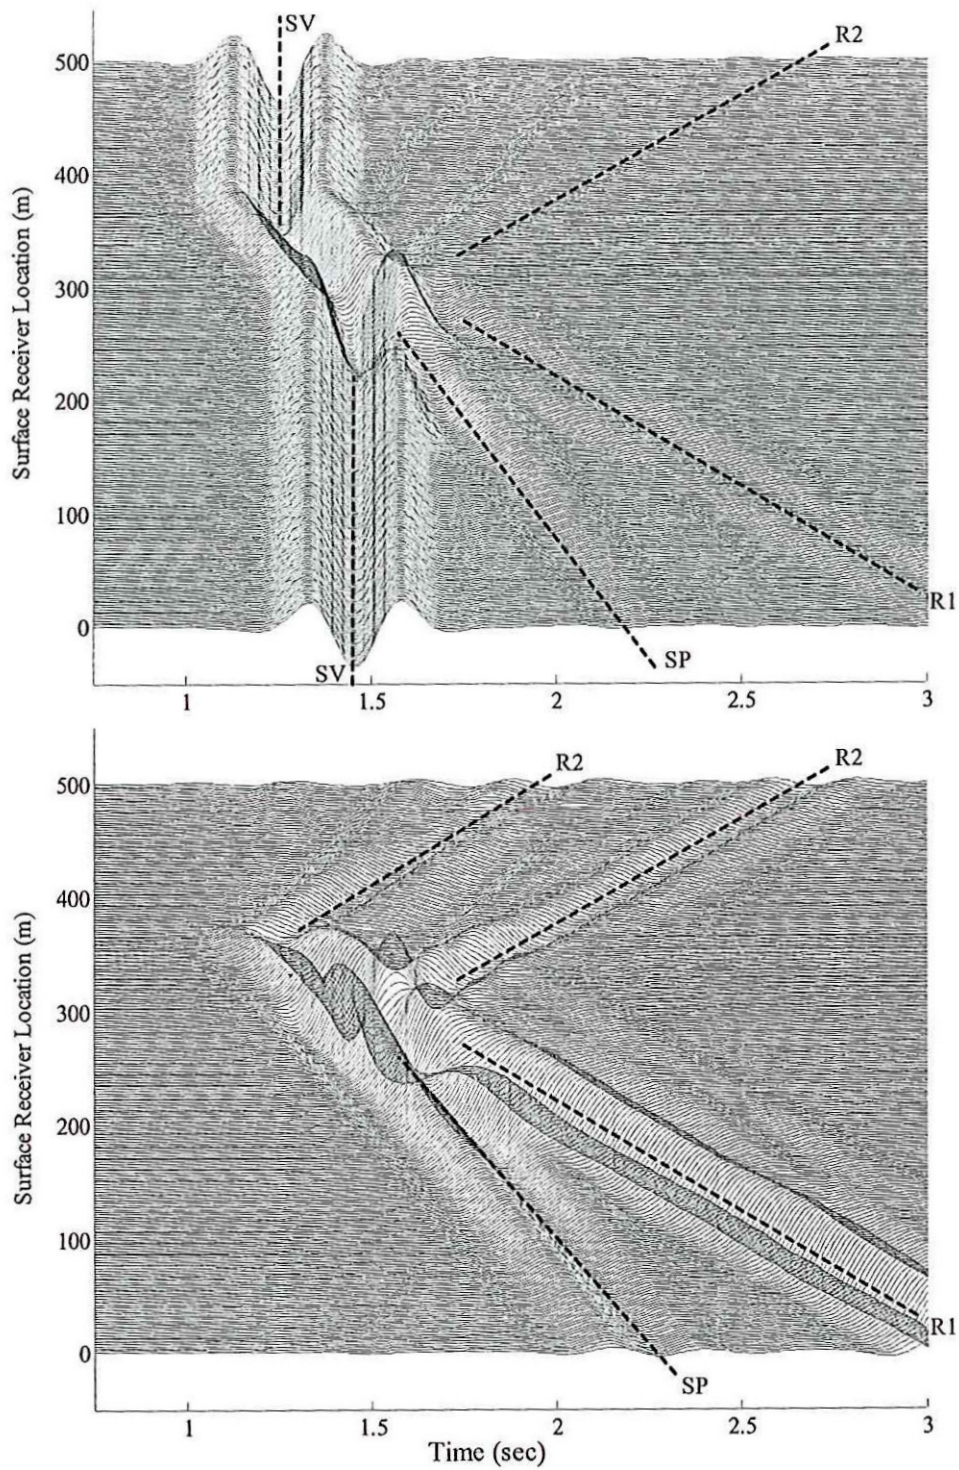 SV
R2
500
400
300
200
100
0
Surface Receiver Location (m)
R1
SP
SV
1
1.5
2
2.5
3
R2
R2
500
400
300
200
100
0
Surface Receiver Location (m)
R1
SP
1
1.5
2
2.5
3
Time (sec)